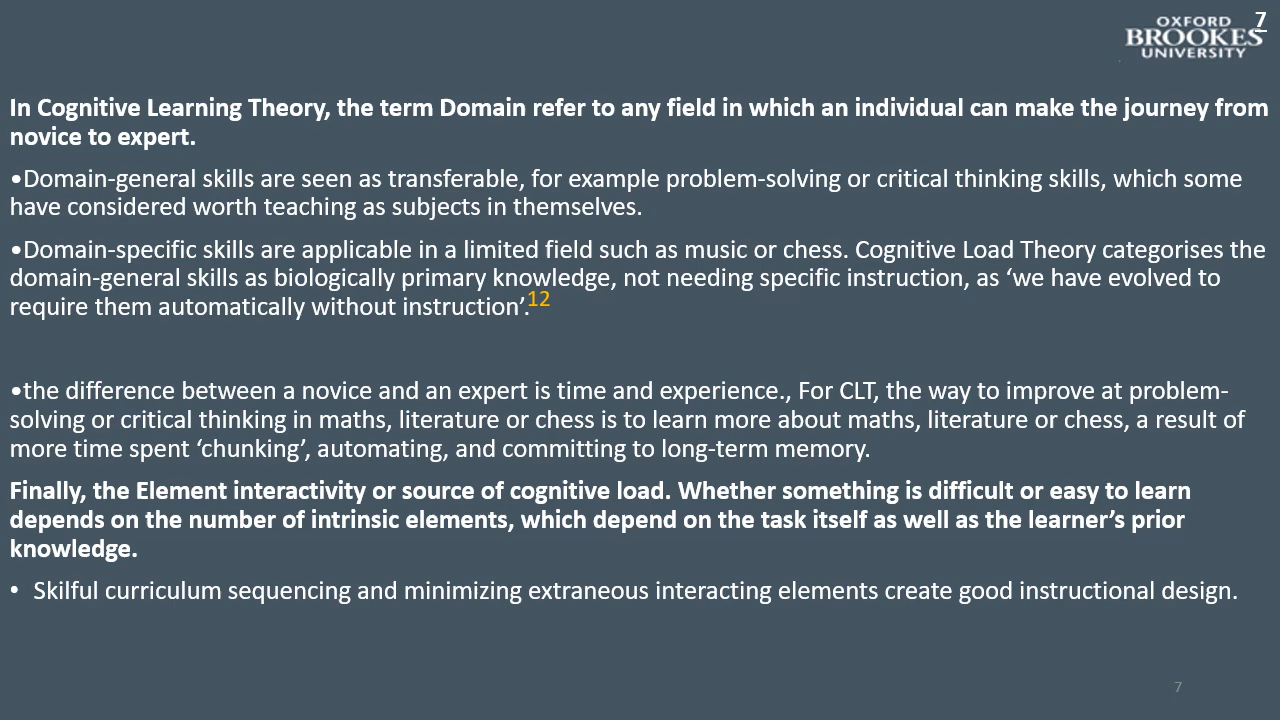 7
OXFORD
BROOKES
UNIVERSITY
In Cognitive Learning Theory, the term Domain refer to any field in which an individual can make the journey from
novice to expert.
•Domain-general skills are seen as transferable, for example problem-solving or critical thinking skills, which some
have considered worth teaching as subjects in themselves.
•Domain-specific skills are applicable in a limited field such as music or chess. Cognitive Load Theory categorises the
domain-general skills as biologically primary knowledge, not needing specific instruction, as ‘we have evolved to
require them automatically without instruction’.12
•the difference between a novice and an expert is time and experience., For CLT, the way to improve at problem-
solving or critical thinking in maths, literature or chess is to learn more about maths, literature or chess, a result of
more time spent ‘chunking’, automating, and committing to long-term memory.
Finally, the Element interactivity or source of cognitive load. Whether something is difficult or easy to learn
depends on the number of intrinsic elements, which depend on the task itself as well as the learner’s prior
knowledge.
• Skilful curriculum sequencing and minimizing extraneous interacting elements create good instructional design.
7